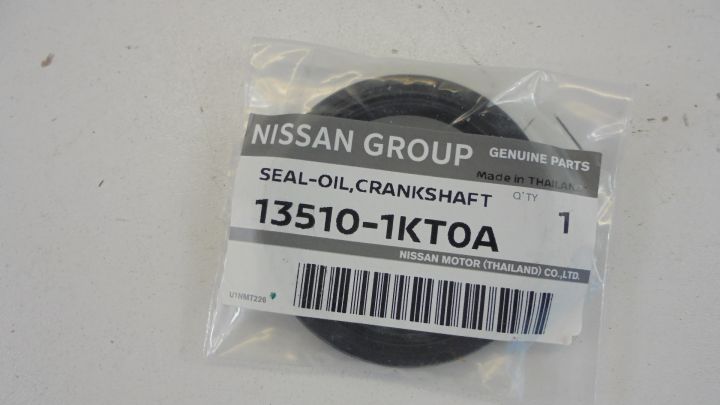 NISSAN GROUP GENUINE PARTS
Made in THAILAND
SEAL-OIL,CRANKSHAFT Q'TY
13510-1KT0A 1
NISSAN MOTOR (THAILAND) CO.,LTD.
U1NMT226